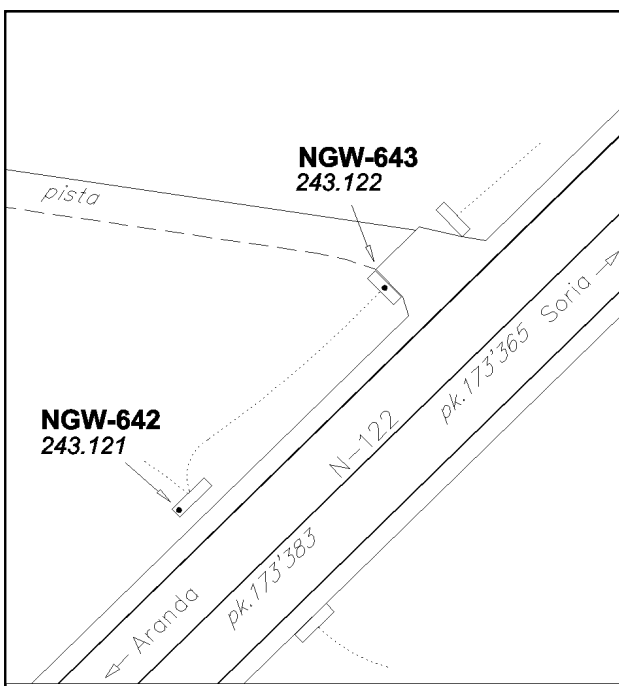 NGW-643
243.122
pista
NGW-642
243.121
pk.173'365 Soria
N-122
pk.173'383
Aranda